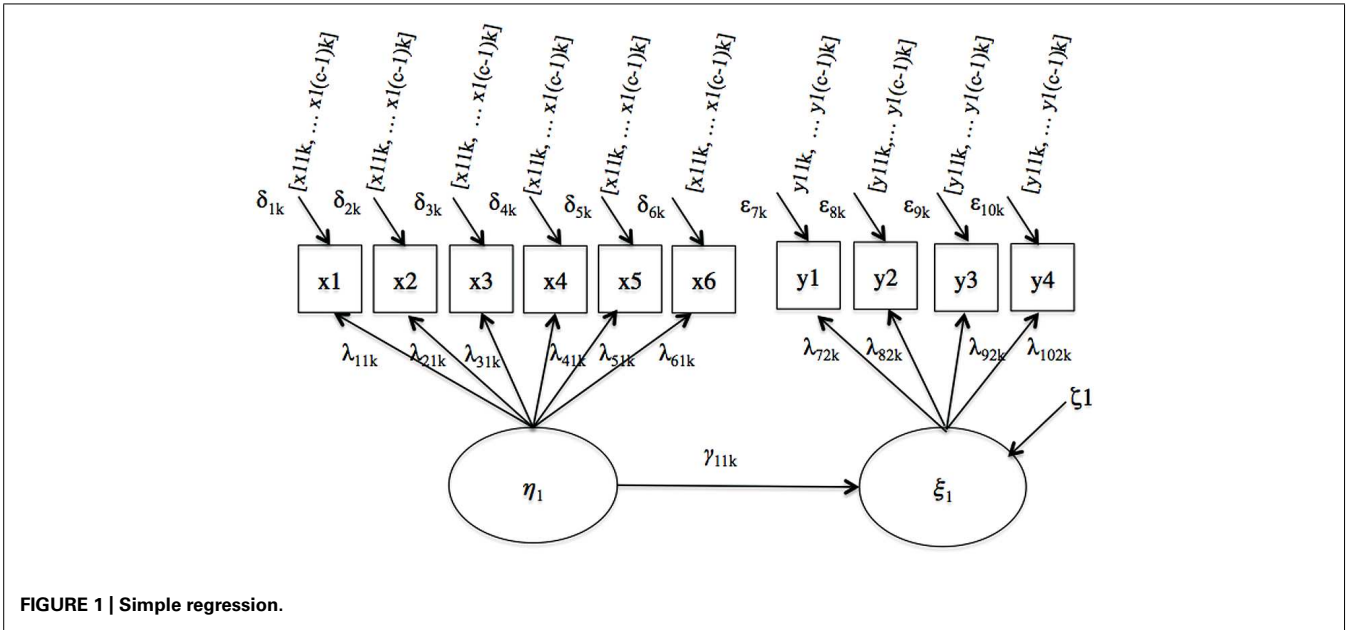 [x11k, … x1(c-1)k]
[x11k, … x1(c-1)k]
[x11k, … x1(c-1)k]
[x11k, … x1(c-1)k]
[x11k, … x1(c-1)k]
[x11k, … x1(c-1)k]
y11k, … y1(c-1)k]
[y11k,… y1(c-1)k]
[y11k, … y1(c-1)k]
[y11k, … y1(c-1)k]
δ1k δ2k δ3k δ4k δ5k δ6k ε7k ε8k ε9k ε10k
x1 x2 x3 x4 x5 x6 y1 y2 y3 y4
λ11k λ21k λ31k λ41k λ51k λ61k λ72k λ82k λ92k λ102k
ζ1
γ11k
η1 ξ1
FIGURE 1 | Simple regression.